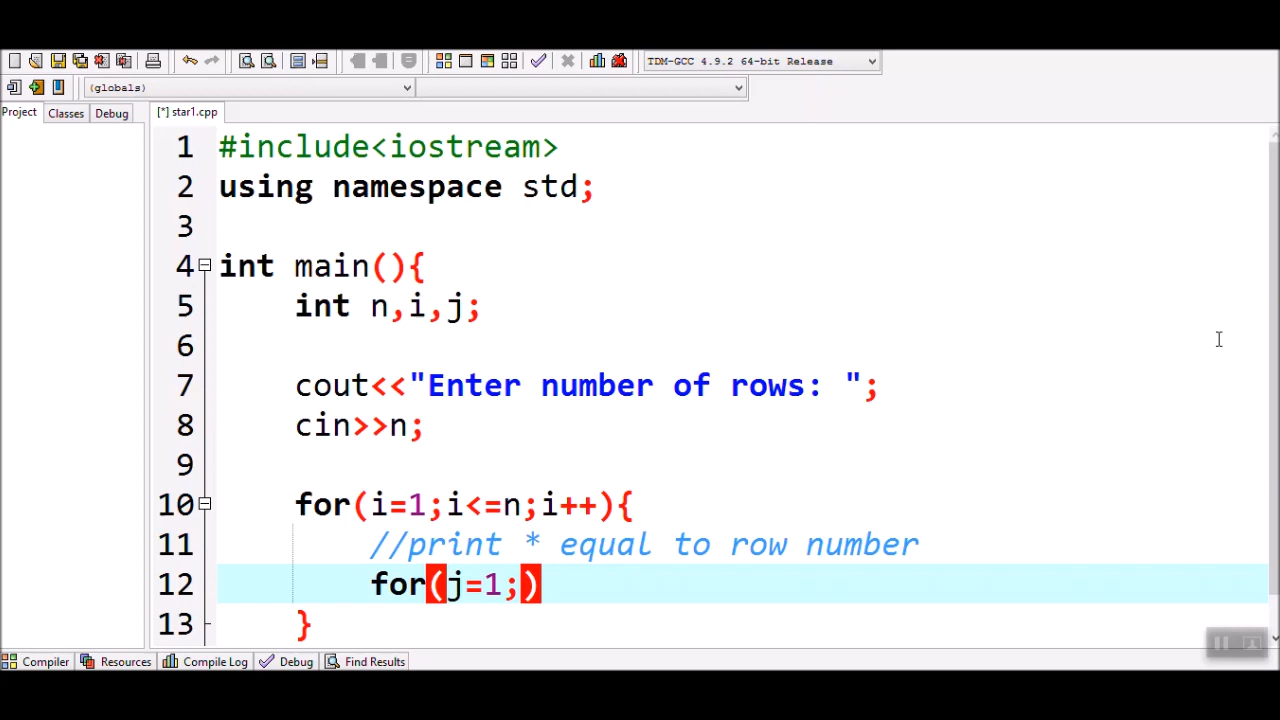 TDM-GCC 4.9.2 64-bit Release
(globals)
Project Classes Debug [*] star1.cpp
1 #include<iostream>
2 using namespace std;
3
4 int main(){
5 int n,i,j;
6
7 cout<<"Enter number of rows: ";
8 cin>>n;
9
10 for(i=1;i<=n;i++){
11 //print * equal to row number
12 for(j=1;)
13 }
Compiler Resources Compile Log Debug Find Results